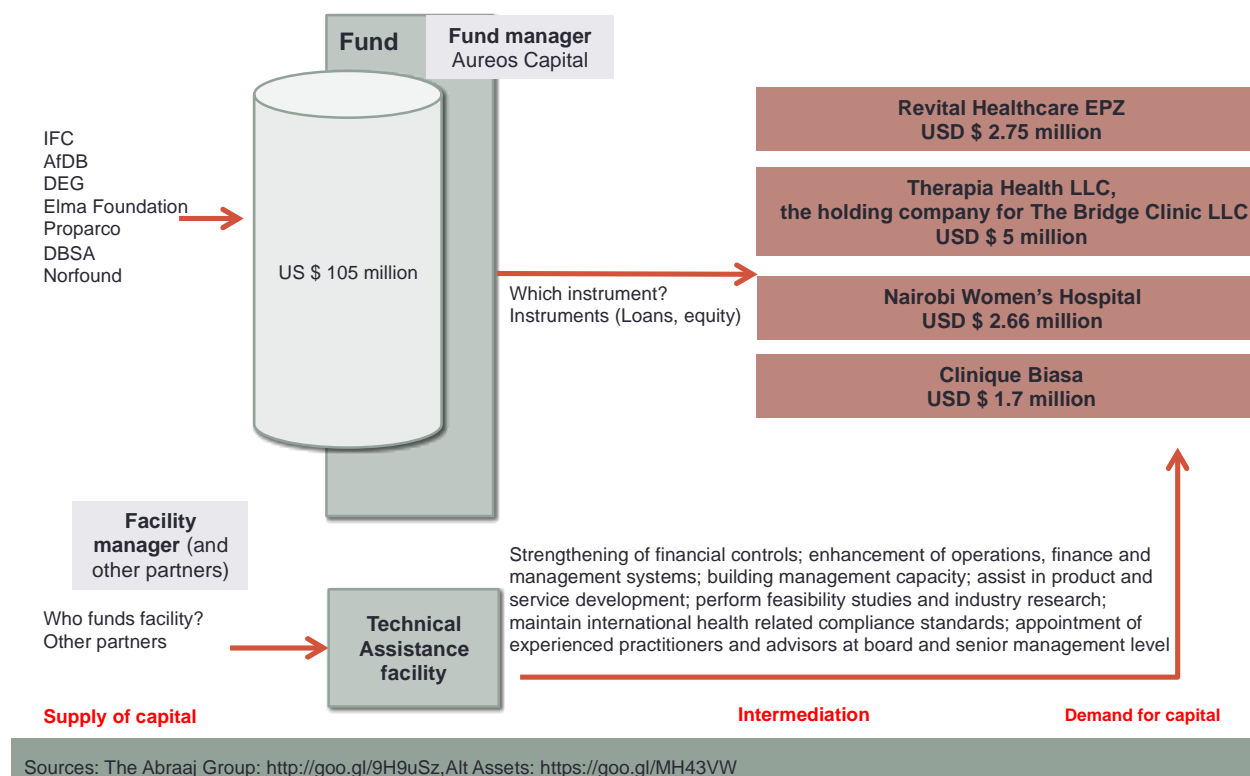 Fund
Fund manager
Aureos Capital
IFC
AfDB
DEG
Elma Foundation
Proparco
DBSA
Norfound
US $ 105 million
Which instrument?
Instruments (Loans, equity)
Revital Healthcare EPZ
USD $ 2.75 million
Therapia Health LLC,
the holding company for The Bridge Clinic LLC
USD $ 5 million
Nairobi Women’s Hospital
USD $ 2.66 million
Clinique Biasa
USD $ 1.7 million
Facility
manager (and
other partners)
Who funds facility?
Other partners
Technical
Assistance
facility
Strengthening of financial controls; enhancement of operations, finance and
management systems; building management capacity; assist in product and
service development; perform feasibility studies and industry research;
maintain international health related compliance standards; appointment of
experienced practitioners and advisors at board and senior management level
Supply of capital
Intermediation
Demand for capital
Sources: The Abraaj Group: http://goo.gl/9H9uSz,Alt Assets: https://goo.gl/MH43VW